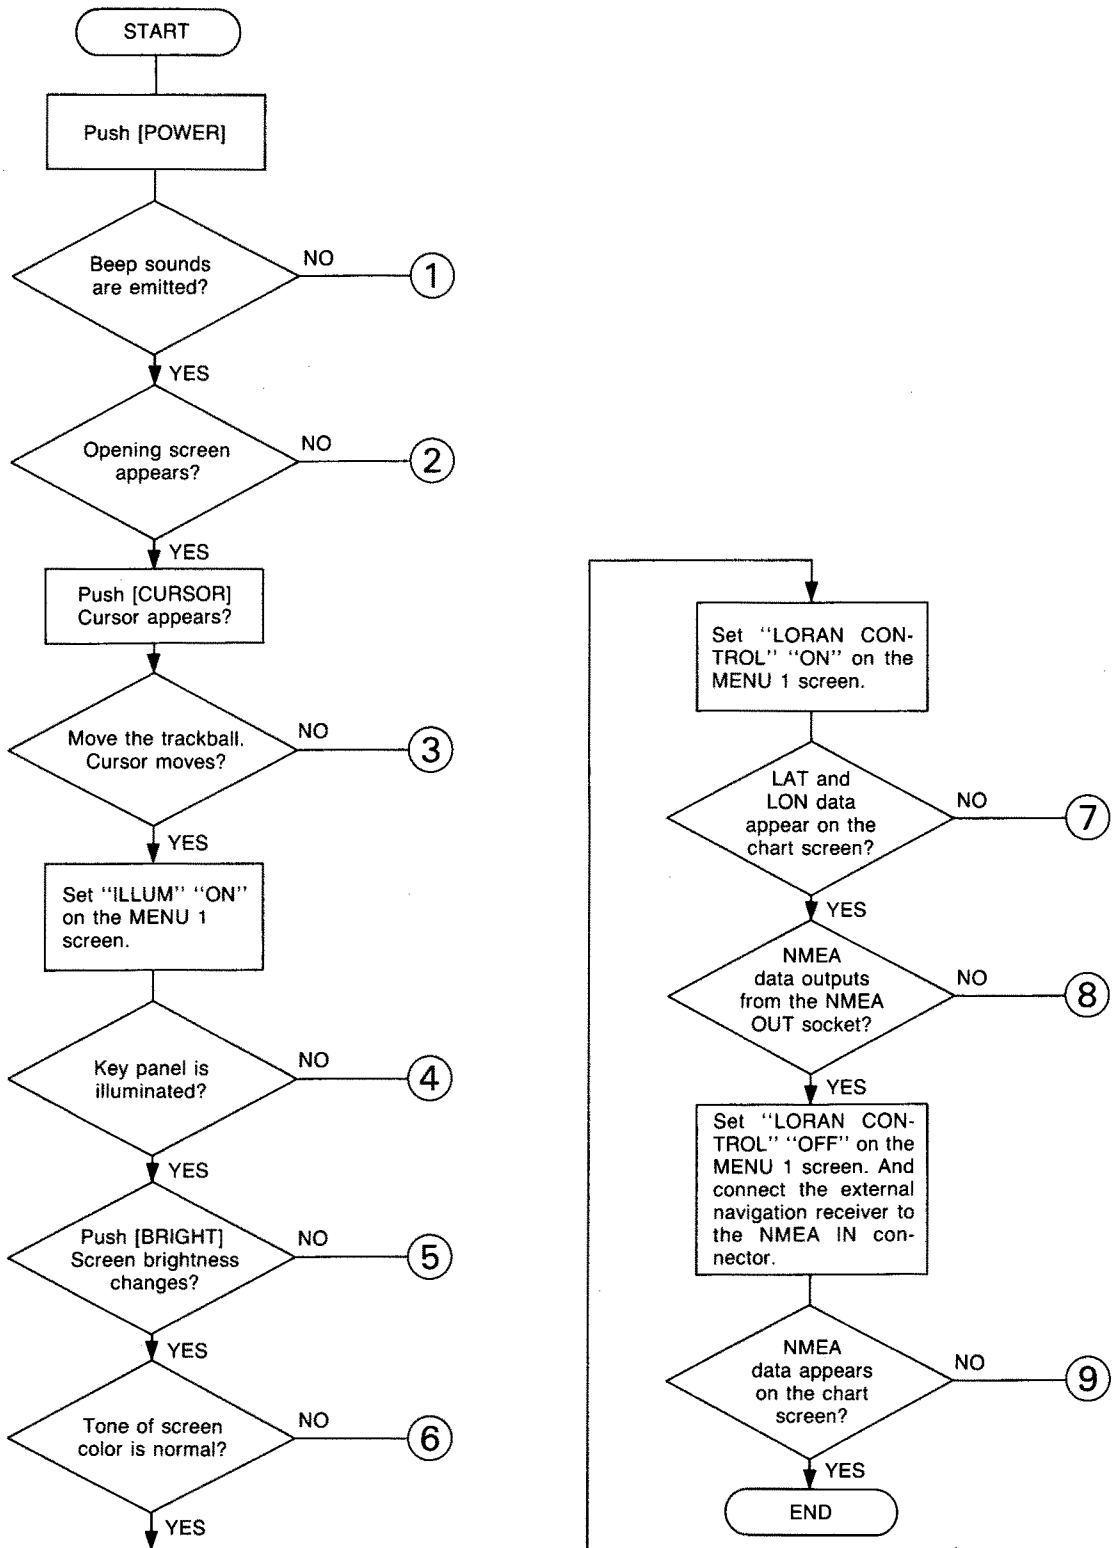 START
Push [POWER]
Beep sounds
are emitted?
NO
1
YES
Opening screen
appears?
NO
2
YES
Push [CURSOR]
Cursor appears?
Move the trackball.
Cursor moves?
NO
3
YES
Set "ILLUM" "ON"
on the MENU 1
screen.
Key panel is
illuminated?
NO
4
YES
Push [BRIGHT]
Screen brightness
changes?
NO
5
YES
Tone of screen
color is normal?
NO
6
YES
Set "LORAN CON-
TROL" "ON" on the
MENU 1 screen.
LAT and
LON data
appear on the
chart screen?
NO
7
YES
NMEA
data outputs
from the NMEA
OUT socket?
NO
8
YES
Set "LORAN CON-
TROL" "OFF" on the
MENU 1 screen. And
connect the external
navigation receiver to
the NMEA IN con-
nector.
NMEA
data appears
on the chart
screen?
NO
9
YES
END